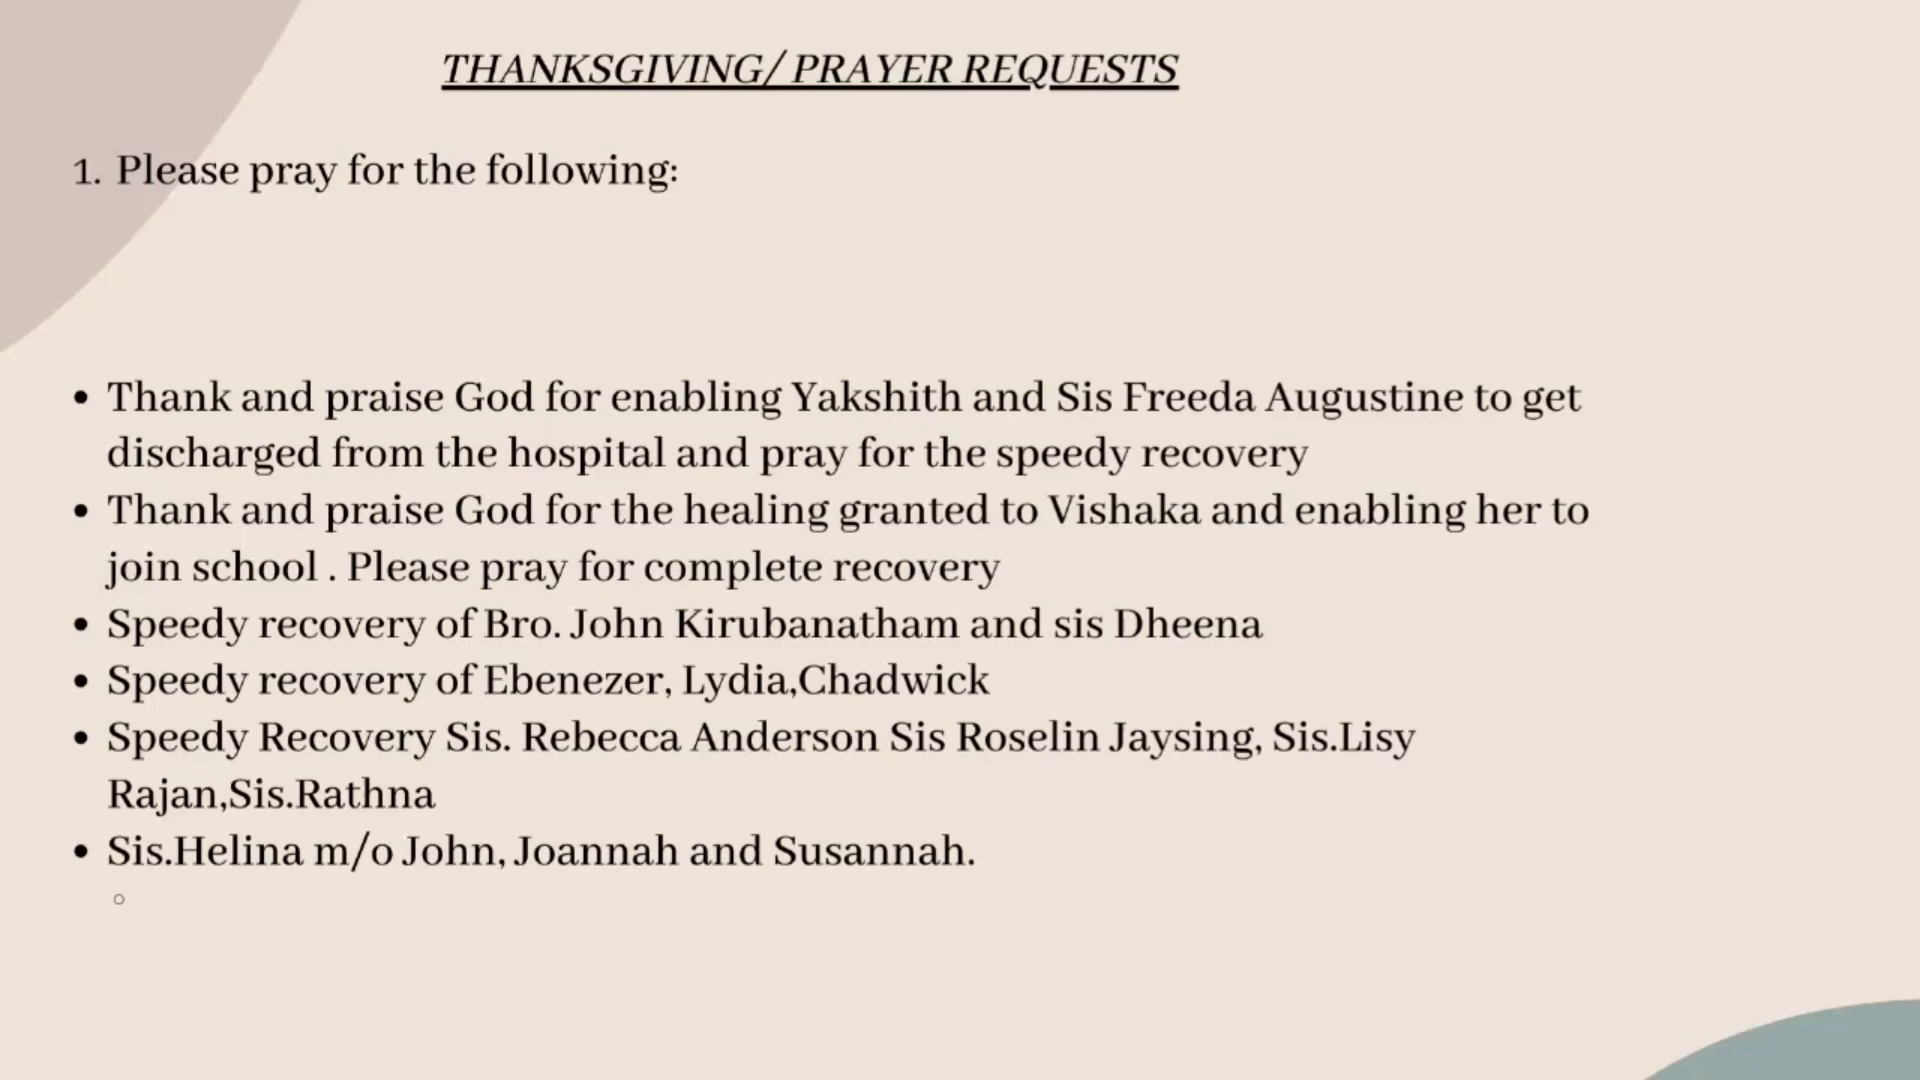 THANKSGIVING/ PRAYER REQUESTS
1. Please pray for the following:
• Thank and praise God for enabling Yakshith and Sis Freeda Augustine to get
discharged from the hospital and pray for the speedy recovery
• Thank and praise God for the healing granted to Vishaka and enabling her to
join school . Please pray for complete recovery
• Speedy recovery of Bro. John Kirubanatham and sis Dheena
• Speedy recovery of Ebenezer, Lydia,Chadwick
• Speedy Recovery Sis. Rebecca Anderson Sis Roselin Jaysing, Sis.Lisy
Rajan,Sis.Rathna
• Sis.Helina m/o John, Joannah and Susannah.